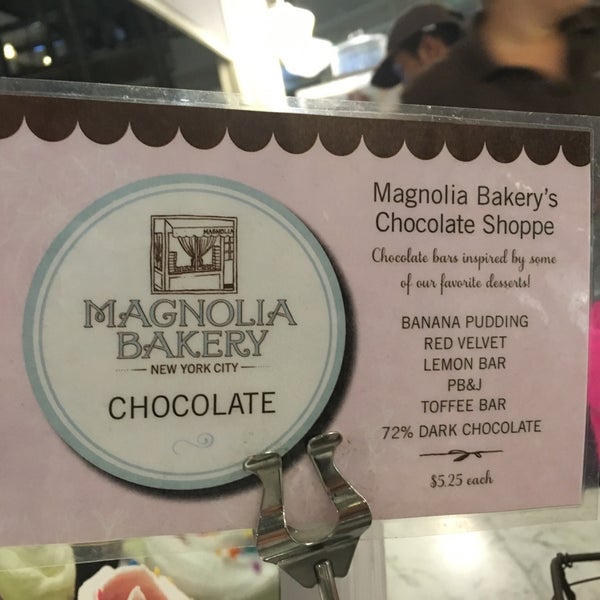 MAGNOLIA
MAGNOLIA
BAKERY
NEW YORK CITY
CHOCOLATE
Magnolia Bakery's
Chocolate Shoppe
Chocolate bars inspired by some
of our favorite desserts!
BANANA PUDDING
RED VELVET
LEMON BAR
PB&J
TOFFEE BAR
72% DARK CHOCOLATE
$5.25 each